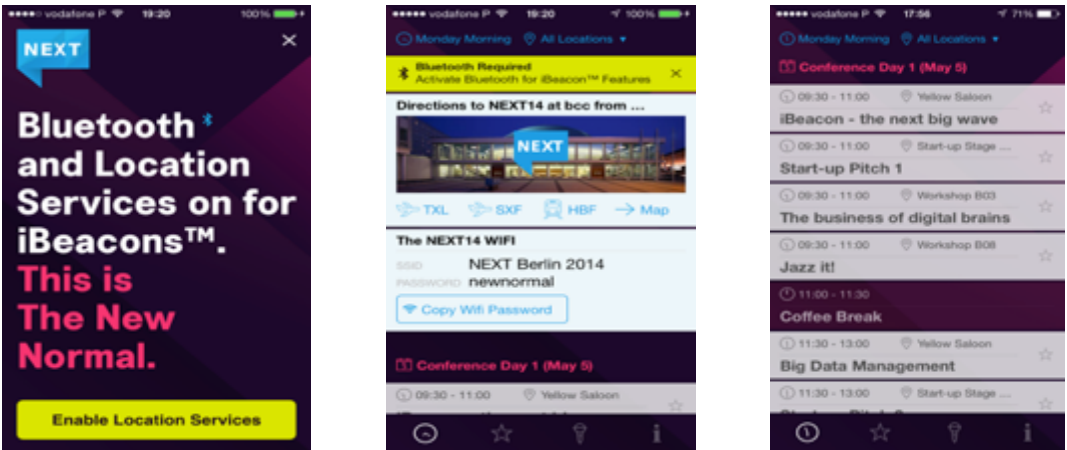 vodafone P 19:20 100%
NEXT
Bluetooth
and Location
Services on for
iBeacons™.
This is
The New
Normal.
Enable Location Services
vodafone P 19:20 100%
Monday Morning All Locations
Bluetooth Required
Activate Bluetooth for iBeacon™ Features
Directions to NEXT14 at bcc from ...
NEXT
TXL SXF HBF Map
The NEXT14 WIFI
SSID NEXT Berlin 2014
PASSWORD newnormal
Copy Wifi Password
Conference Day 1 (May 5)
09:30 - 11:00 Yellow Saloon
vodafone P 17:56 71%
Monday Morning All Locations
Conference Day 1 (May 5)
09:30 - 11:00 Yellow Saloon
iBeacon - the next big wave
09:30 - 11:00 Start-up Stage ...
Start-up Pitch 1
09:30 - 11:00 Workshop B03
The business of digital brains
09:30 - 11:00 Workshop B08
Jazz it!
11:00 - 11:30
Coffee Break
11:30 - 13:00 Yellow Saloon
Big Data Management
11:30 - 13:00 Start-up Stage ...